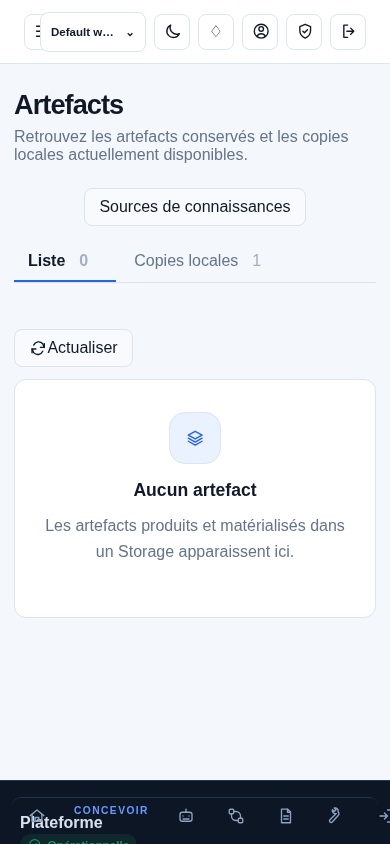 Default w...
Artefacts
Retrouvez les artefacts conservés et les copies
locales actuellement disponibles.
Sources de connaissances
Liste 0 Copies locales 1
Actualiser
Aucun artefact
Les artefacts produits et matérialisés dans
un Storage apparaissent ici.
CONCEVOIR
Plateforme
Opérationnelle